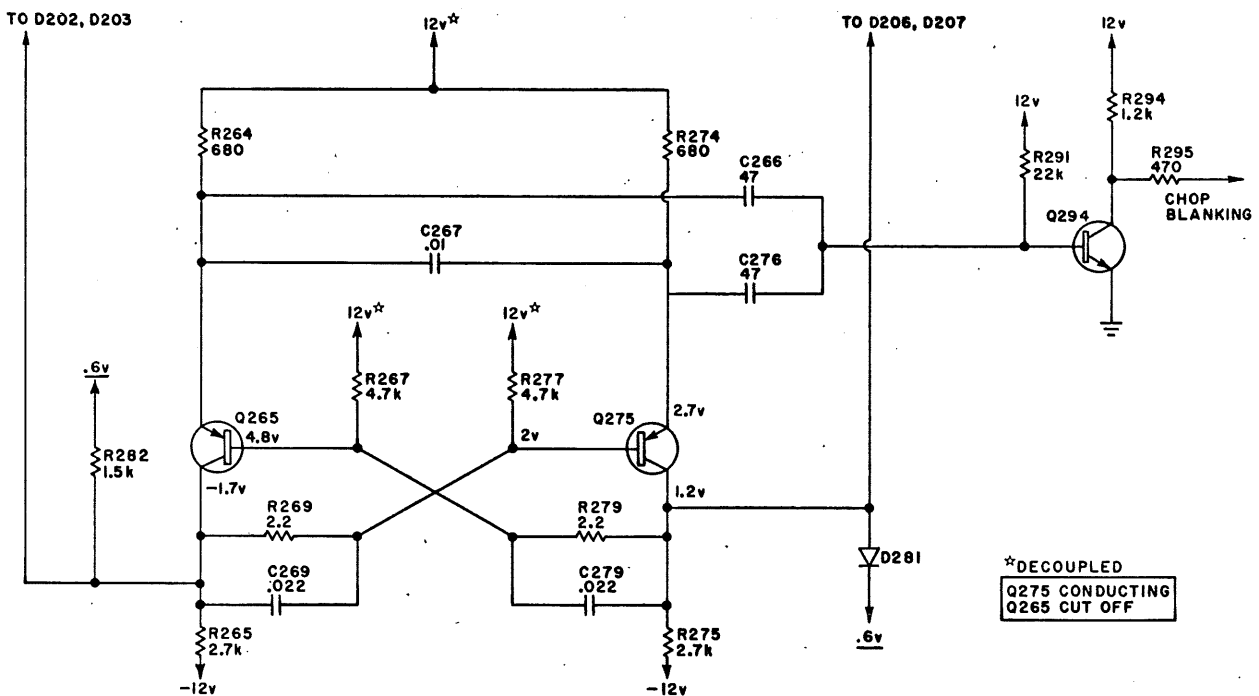 TO D202, D203
12v☆
TO D206, D207
12v
R264
680
R274
680
C266
47
12v
R294
1.2k
R291
22k
R295
470
CHOP
BLANKING
Q294
C267
.01
C276
47
12v☆
12v☆
.6v
R267
4.7k
R277
4.7k
Q265
4.8v
Q275
2.7v
2v
R282
1.5k
-1.7v
1.2v
R269
2.2
R279
2.2
D281
C269
.022
C279
.022
☆DECOUPLED
Q275 CONDUCTING
Q265 CUT OFF
R265
2.7k
R275
2.7k
.6v
-12v
-12v